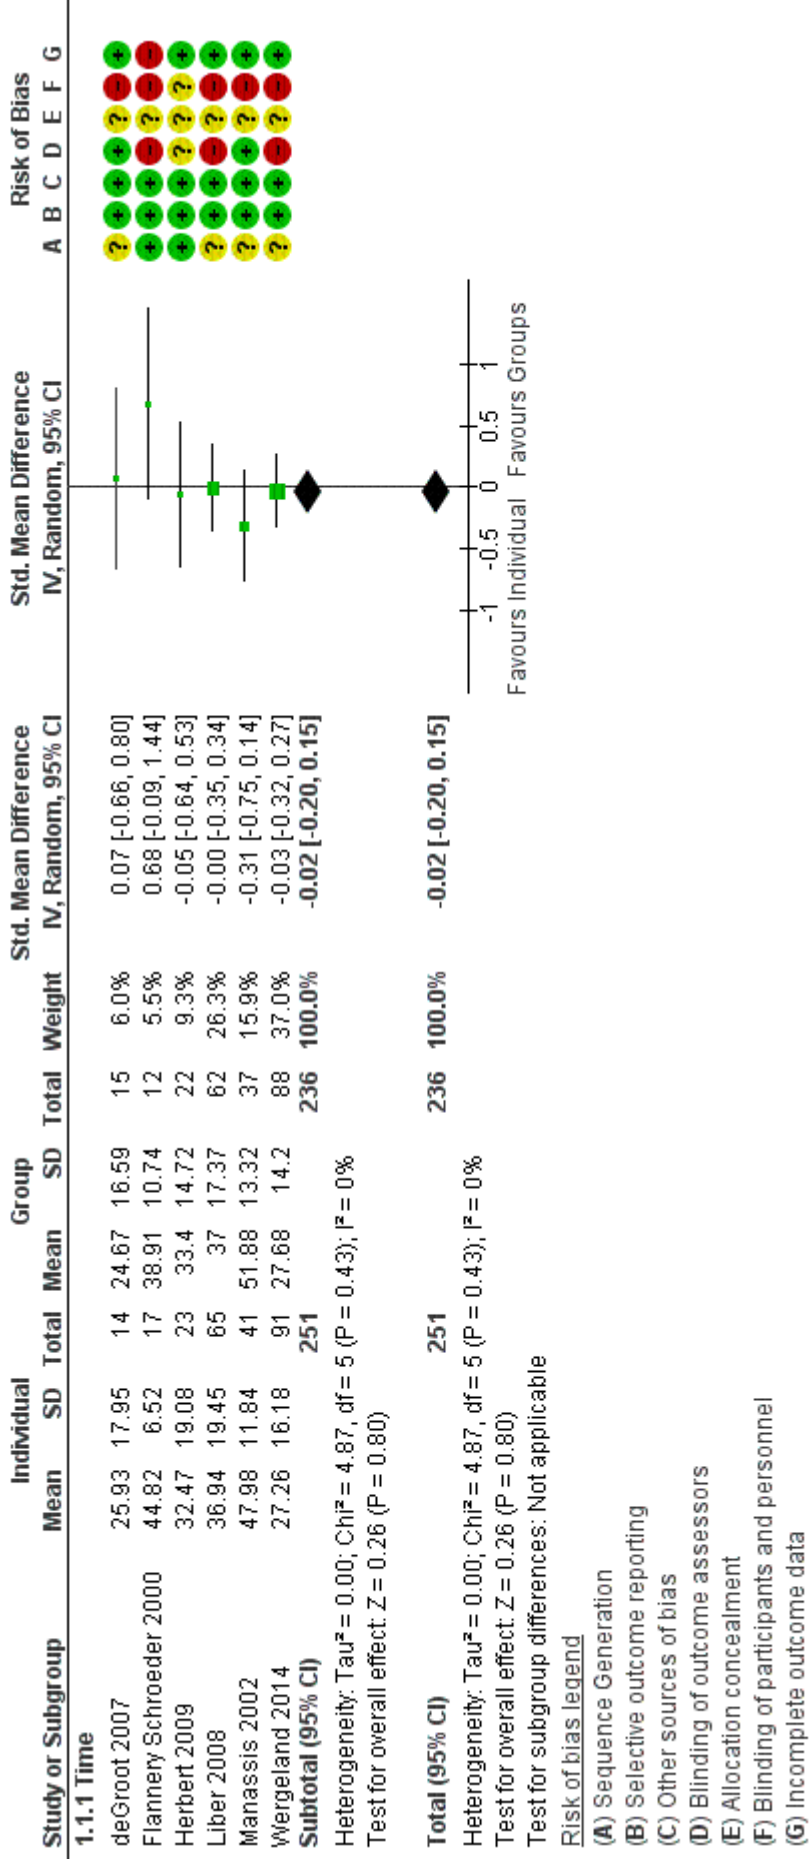 Individual Group Std. Mean Difference Std. Mean Difference Risk of Bias
Study or Subgroup Mean SD Total Mean SD Total Weight IV, Random, 95% CI IV, Random, 95% CI A B C D E F G
1.1.1 Time
deGroot 2007 25.93 17.95 14 24.67 16.59 15 6.0% 0.07 [-0.66, 0.80] ? + + + ? - +
Flannery Schroeder 2000 44.82 6.52 17 38.91 10.74 12 5.5% 0.68 [-0.09, 1.44] + + + - ? - -
Herbert 2009 32.47 19.08 23 33.4 14.72 22 9.3% -0.05 [-0.64, 0.53] + + + ? ? ? +
Liber 2008 36.94 19.45 65 37 17.37 62 26.3% -0.00 [-0.35, 0.34] ? + + - ? - +
Manassis 2002 47.98 11.84 41 51.88 13.32 37 15.9% -0.31 [-0.75, 0.14] ? + + + ? - +
Wergeland 2014 27.26 16.18 91 27.68 14.2 88 37.0% -0.03 [-0.32, 0.27] ? + + - ? - +
Subtotal (95% CI) 251 236 100.0% -0.02 [-0.20, 0.15]
Heterogeneity: Tau² = 0.00; Chi² = 4.87, df = 5 (P = 0.43); I² = 0%
Test for overall effect: Z = 0.26 (P = 0.80)
Total (95% CI) 251 236 100.0% -0.02 [-0.20, 0.15]
Heterogeneity: Tau² = 0.00; Chi² = 4.87, df = 5 (P = 0.43); I² = 0%
Test for overall effect: Z = 0.26 (P = 0.80)
Test for subgroup differences: Not applicable
-1 -0.5 0 0.5 1
Favours Individual Favours Groups
Risk of bias legend
(A) Sequence Generation
(B) Selective outcome reporting
(C) Other sources of bias
(D) Blinding of outcome assessors
(E) Allocation concealment
(F) Blinding of participants and personnel
(G) Incomplete outcome data